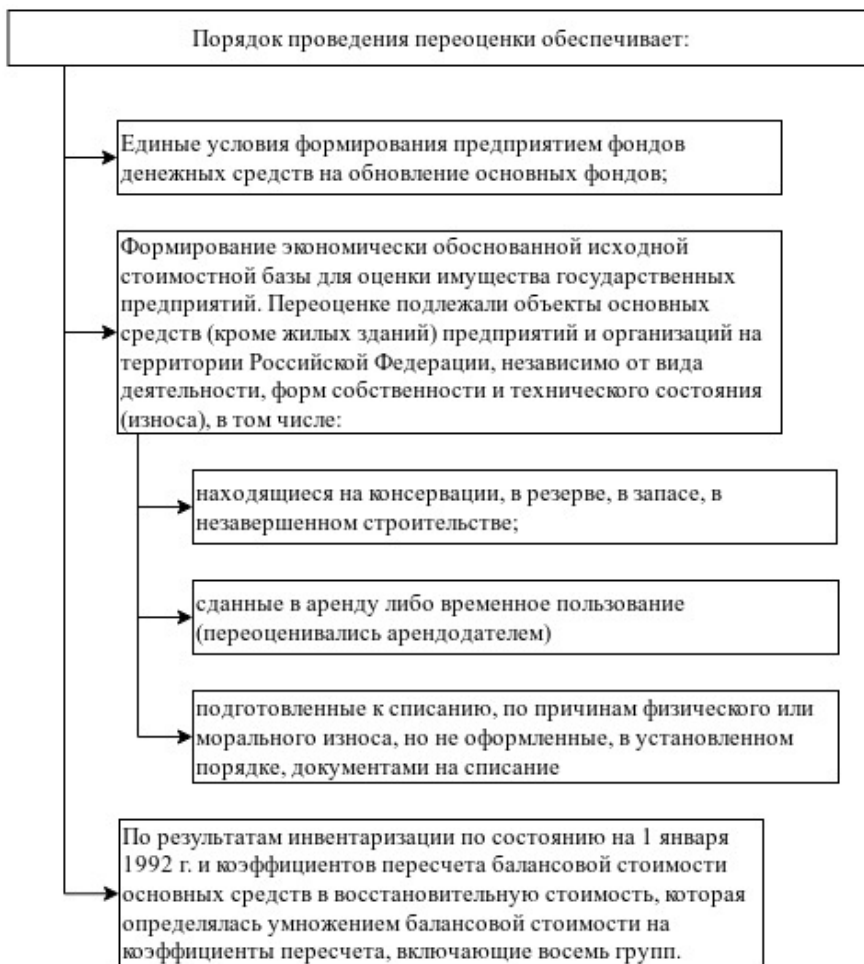 Порядок проведения переоценки обеспечивает:
Единые условия формирования предприятием фондов
денежных средств на обновление основных фондов;
Формирование экономически обоснованной исходной
стоимостной базы для оценки имущества государственных
предприятий. Переоценке подлежали объекты основных
средств (кроме жилых зданий) предприятий и организаций на
территории Российской Федерации, независимо от вида
деятельности, форм собственности и технического состояния
(износа), в том числе:
находящиеся на консервации, в резерве, в запасе, в
незавершенном строительстве;
сданные в аренду либо временное пользование
(переоценивались арендодателем)
подготовленные к списанию, по причинам физического или
морального износа, но не оформленные, в установленном
порядке, документами на списание
По результатам инвентаризации по состоянию на 1 января
1992 г. и коэффициентов пересчета балансовой стоимости
основных средств в восстановительную стоимость, которая
определялась умножением балансовой стоимости на
коэффициенты пересчета, включающие восемь групп.